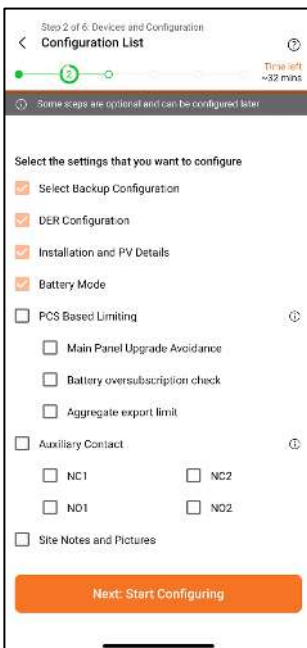 Step 2 of 6: Devices and Configuration
Configuration List
2
Time left
~32 mins
Some steps are optional and can be configured later
Select the settings that you want to configure
Select Backup Configuration
DER Configuration
Installation and PV Details
Battery Mode
PCS Based Limiting
Main Panel Upgrade Avoidance
Battery oversubscription check
Aggregate export limit
Auxiliary Contact
NC1 NC2
NO1 NO2
Site Notes and Pictures
Next: Start Configuring